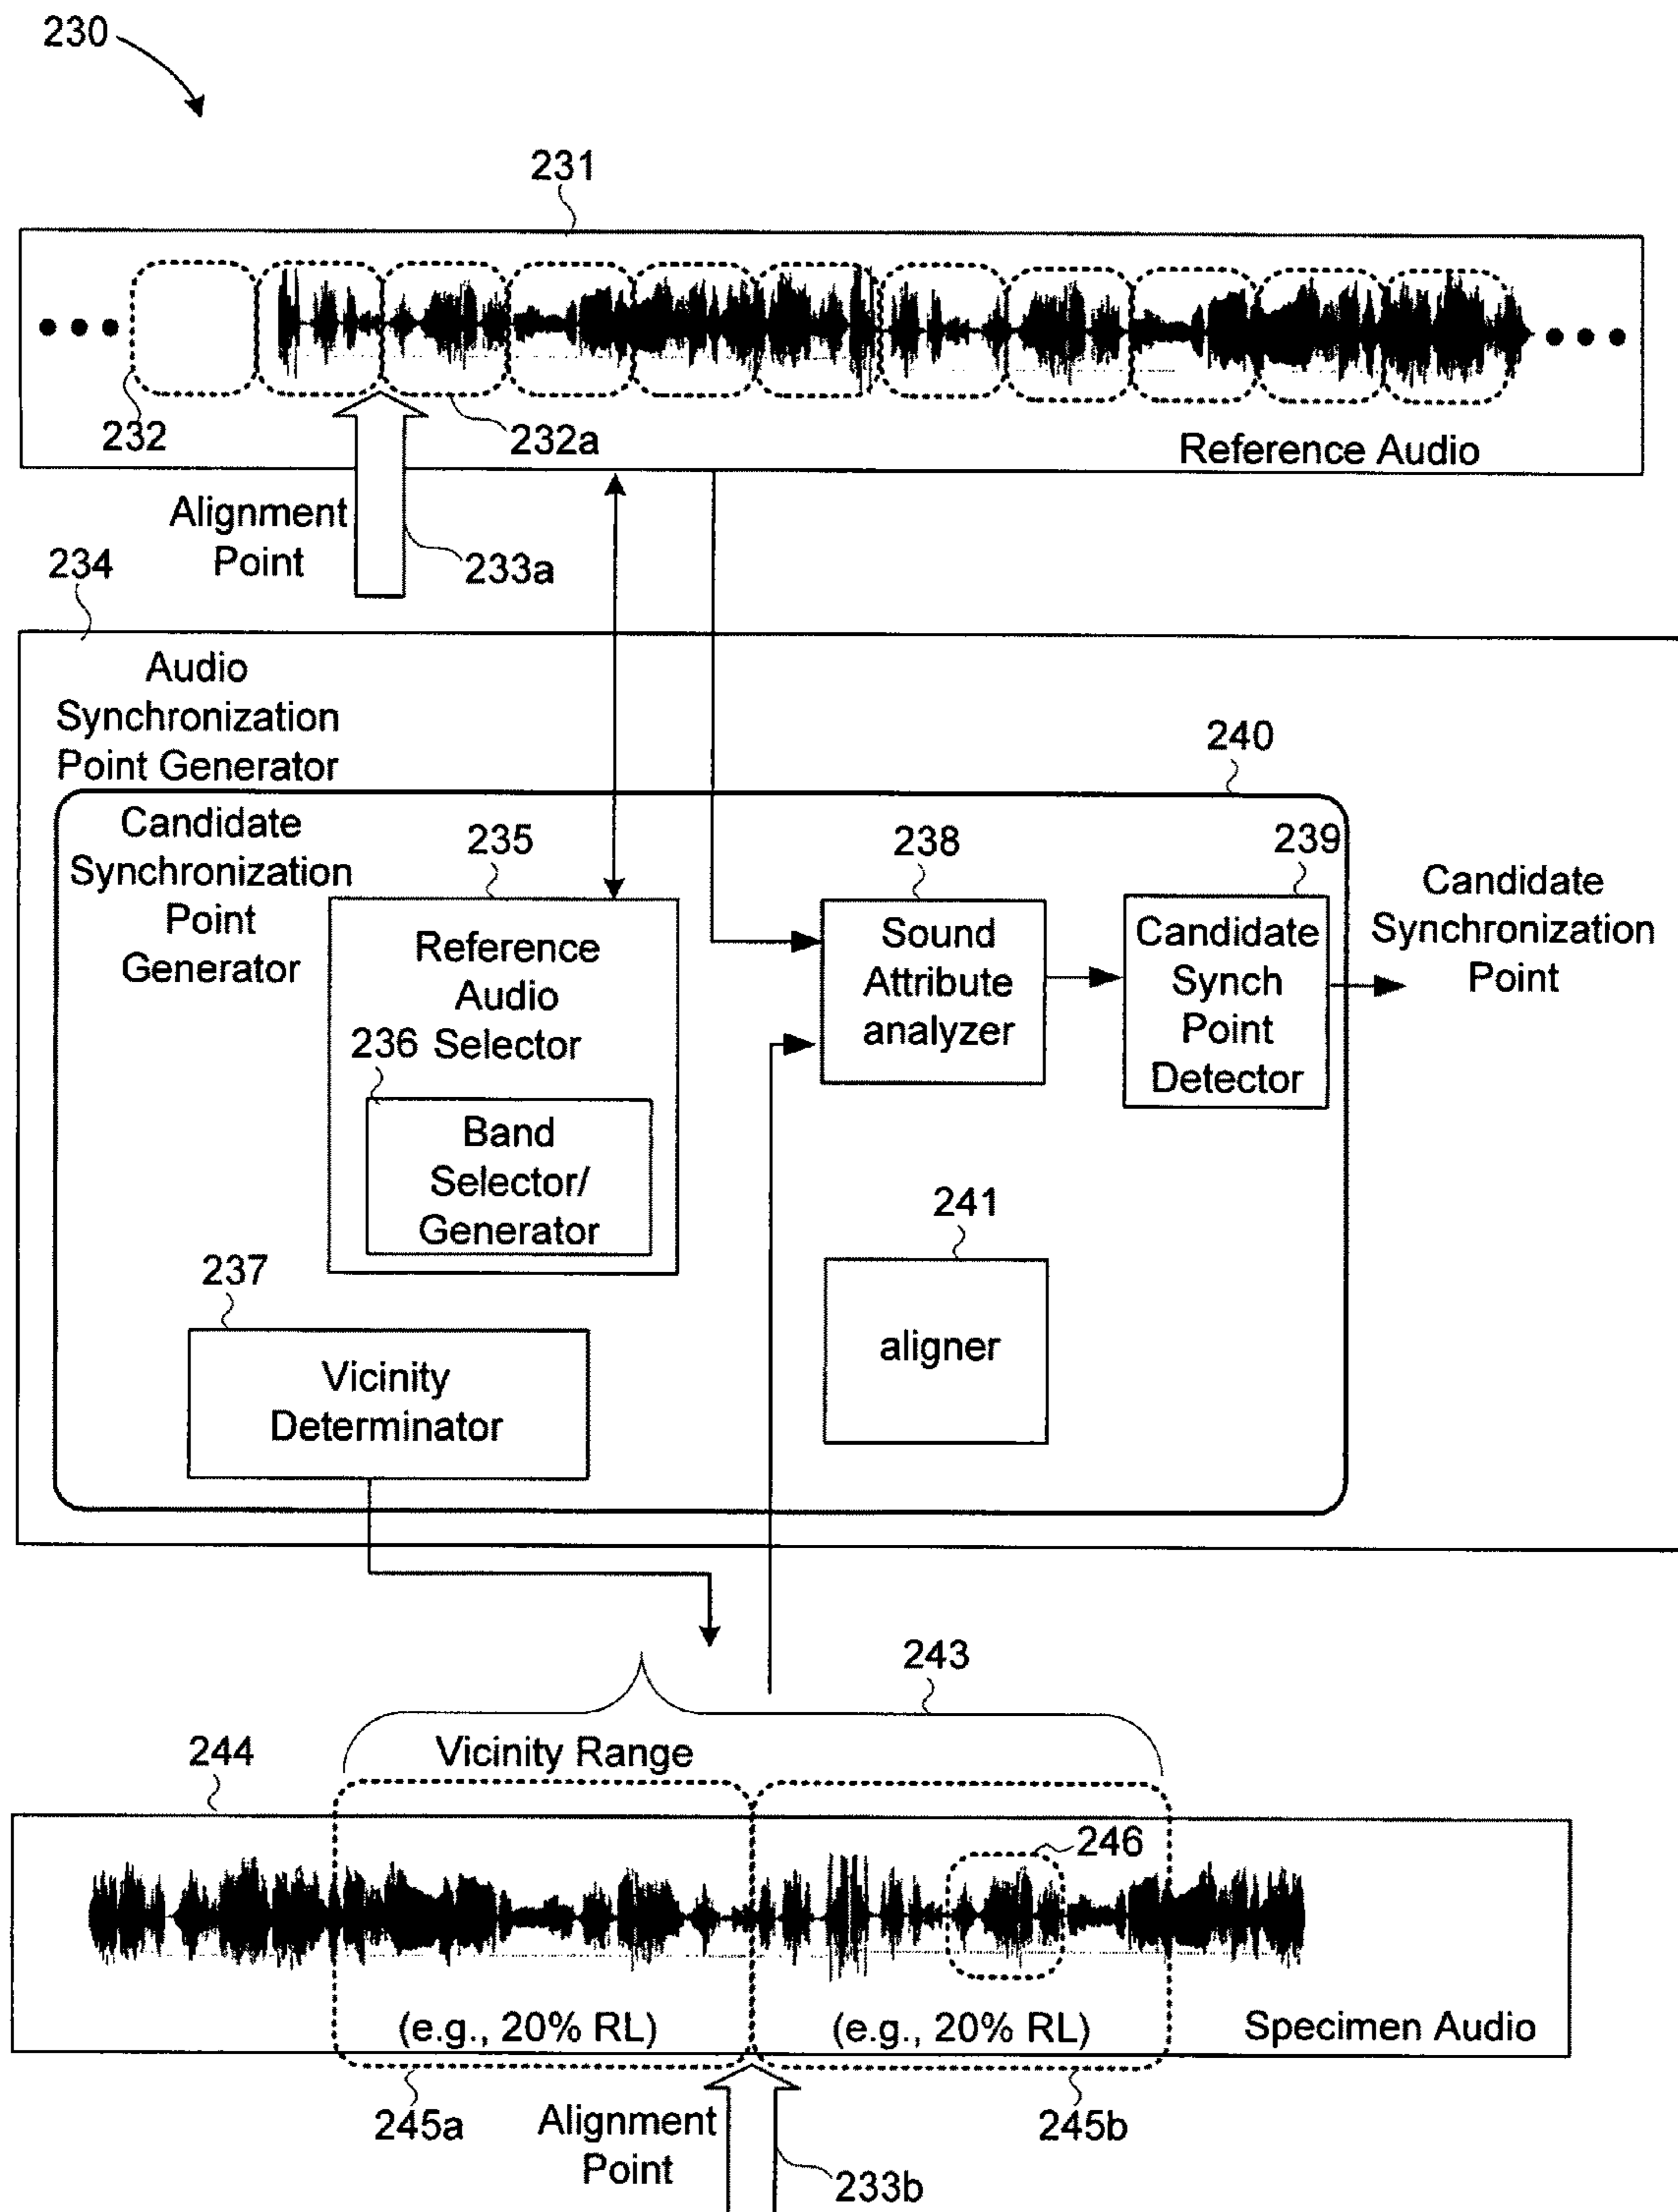 230
231
232
232a
Reference Audio
Alignment
Point
233a
234
Audio
Synchronization
Point Generator
240
Candidate
Synchronization
Point
Generator
235
Reference
Audio
Selector
236
Band
Selector/
Generator
238
Sound
Attribute
analyzer
239
Candidate
Synch
Point
Detector
Candidate
Synchronization
Point
241
aligner
237
Vicinity
Determinator
243
Vicinity Range
244
246
(e.g., 20% RL)
(e.g., 20% RL)
Specimen Audio
245a
Alignment
Point
233b
245b